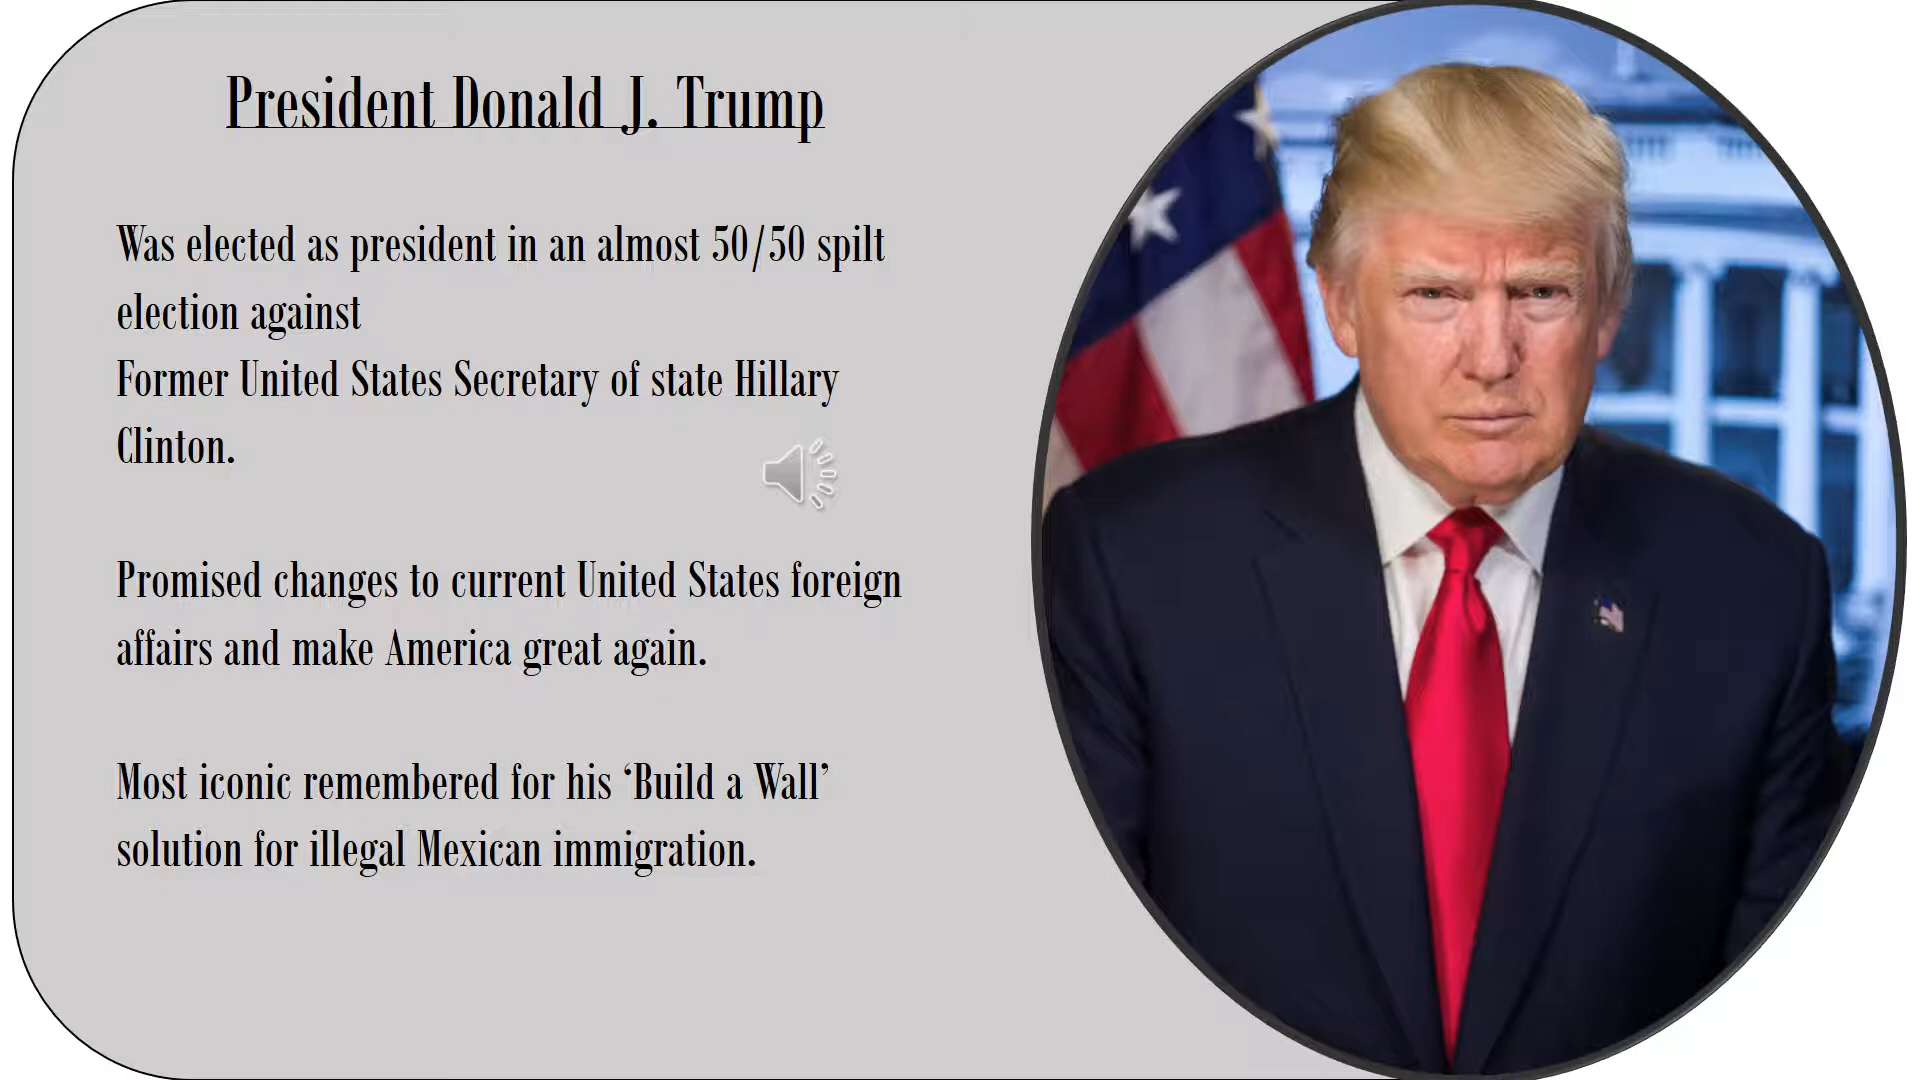 President Donald J. Trump
Was elected as president in an almost 50/50 spilt
election against
Former United States Secretary of state Hillary
Clinton.
Promised changes to current United States foreign
affairs and make America great again.
Most iconic remembered for his ‘Build a Wall’
solution for illegal Mexican immigration.